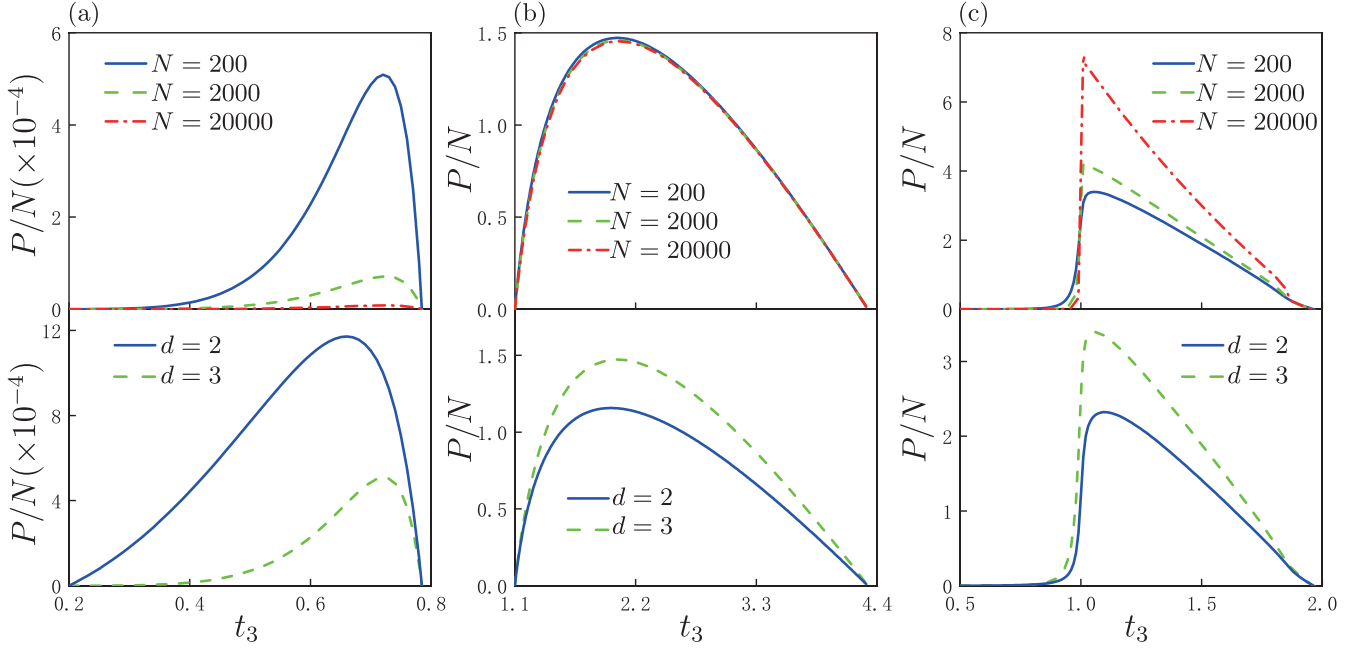 (a)
P/N(×10⁻⁴)
6
4
2
0
N = 200
N = 2000
N = 20000
P/N(×10⁻⁴)
12
8
4
0
d = 2
d = 3
0.2 0.4 0.6 0.8
t₃
(b)
P/N
1.5
1.0
0.5
0.0
N = 200
N = 2000
N = 20000
P/N
1.5
1.0
0.5
0.0
d = 2
d = 3
1.1 2.2 3.3 4.4
t₃
(c)
P/N
8
6
4
2
0
N = 200
N = 2000
N = 20000
P/N
3
2
1
0
d = 2
d = 3
0.5 1.0 1.5 2.0
t₃